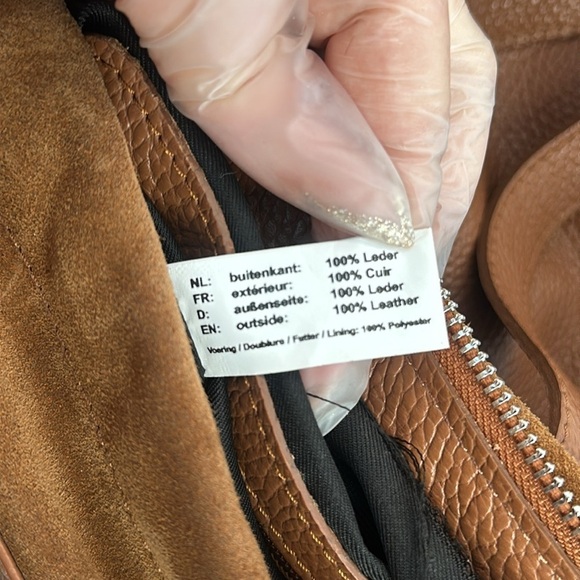 NL: buitenkant: 100% Leder
FR: extérieur: 100% Cuir
D: außenseite: 100% Leder
EN: outside: 100% Leather
Voering / Doublure / Futter / Lining: 100% Polyester